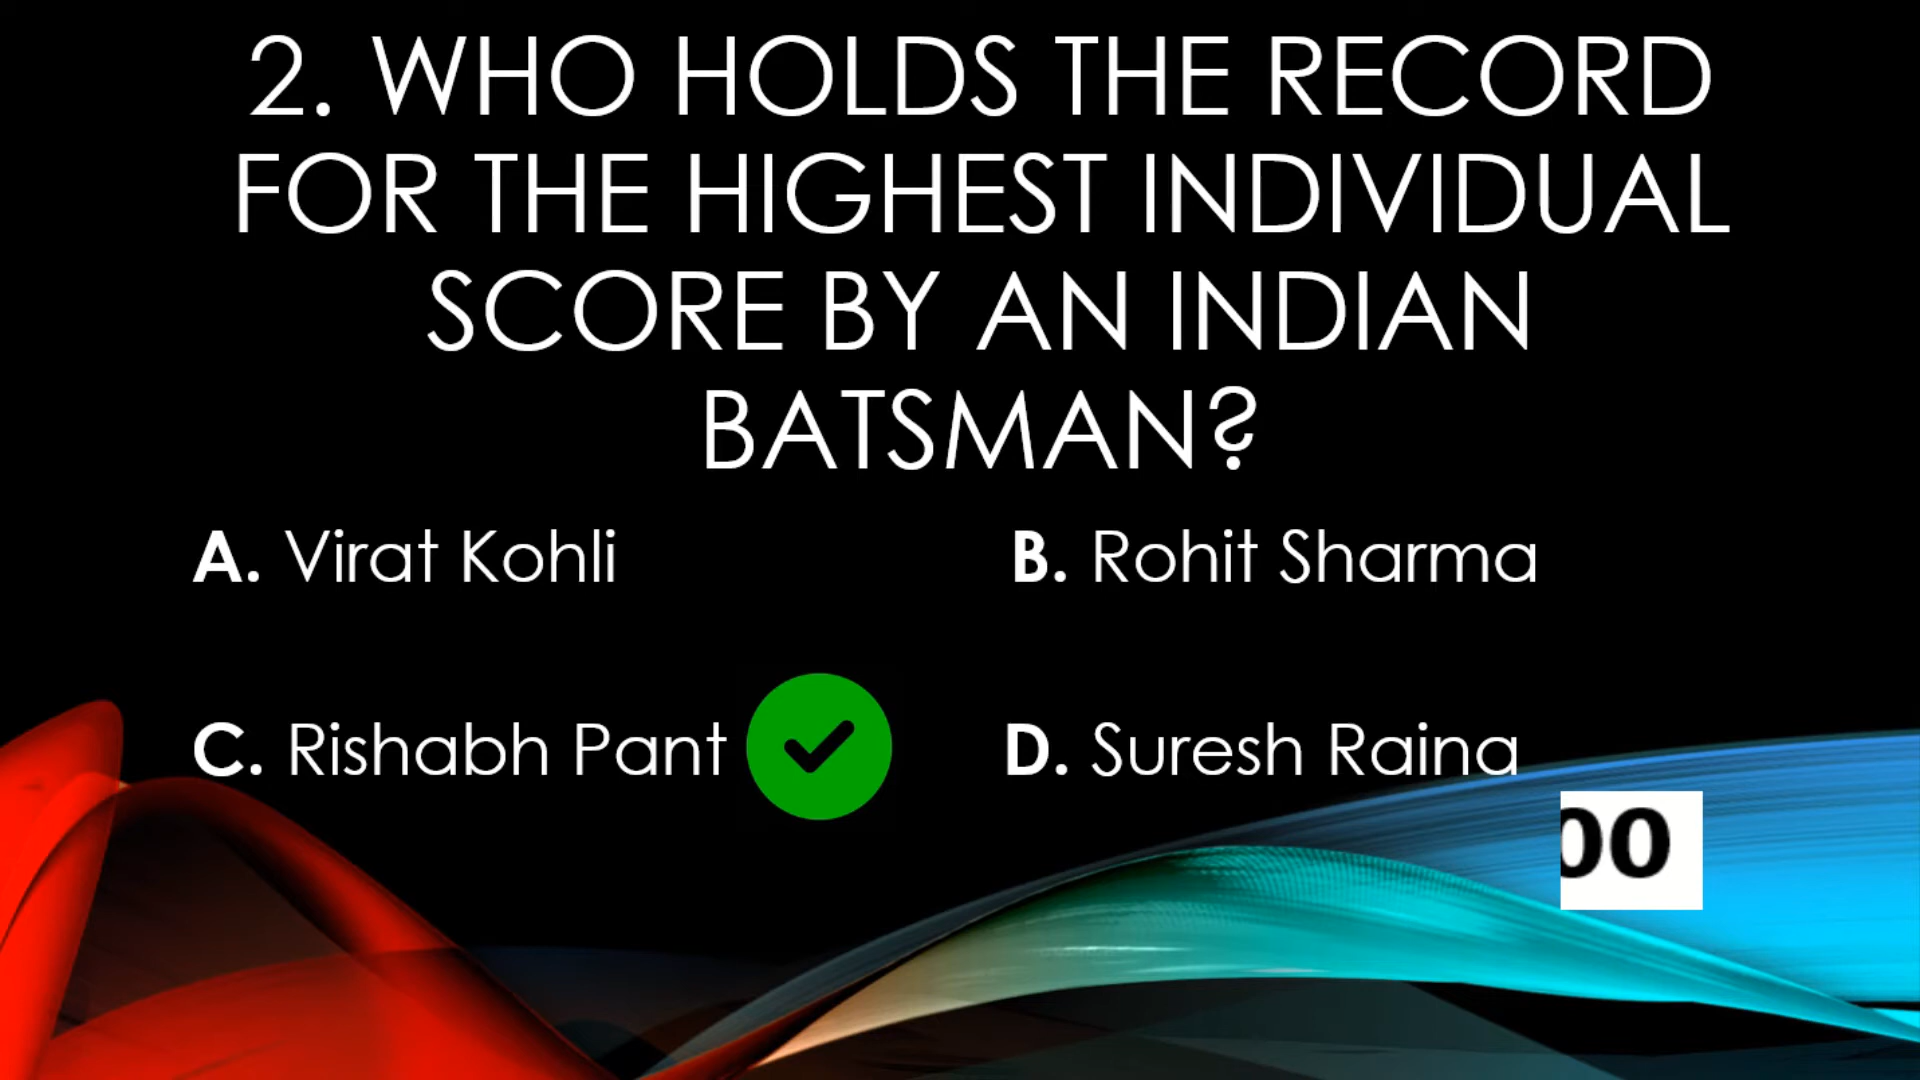 2. WHO HOLDS THE RECORD
FOR THE HIGHEST INDIVIDUAL
SCORE BY AN INDIAN
BATSMAN?
A. Virat Kohli
B. Rohit Sharma
C. Rishabh Pant
D. Suresh Raina
00